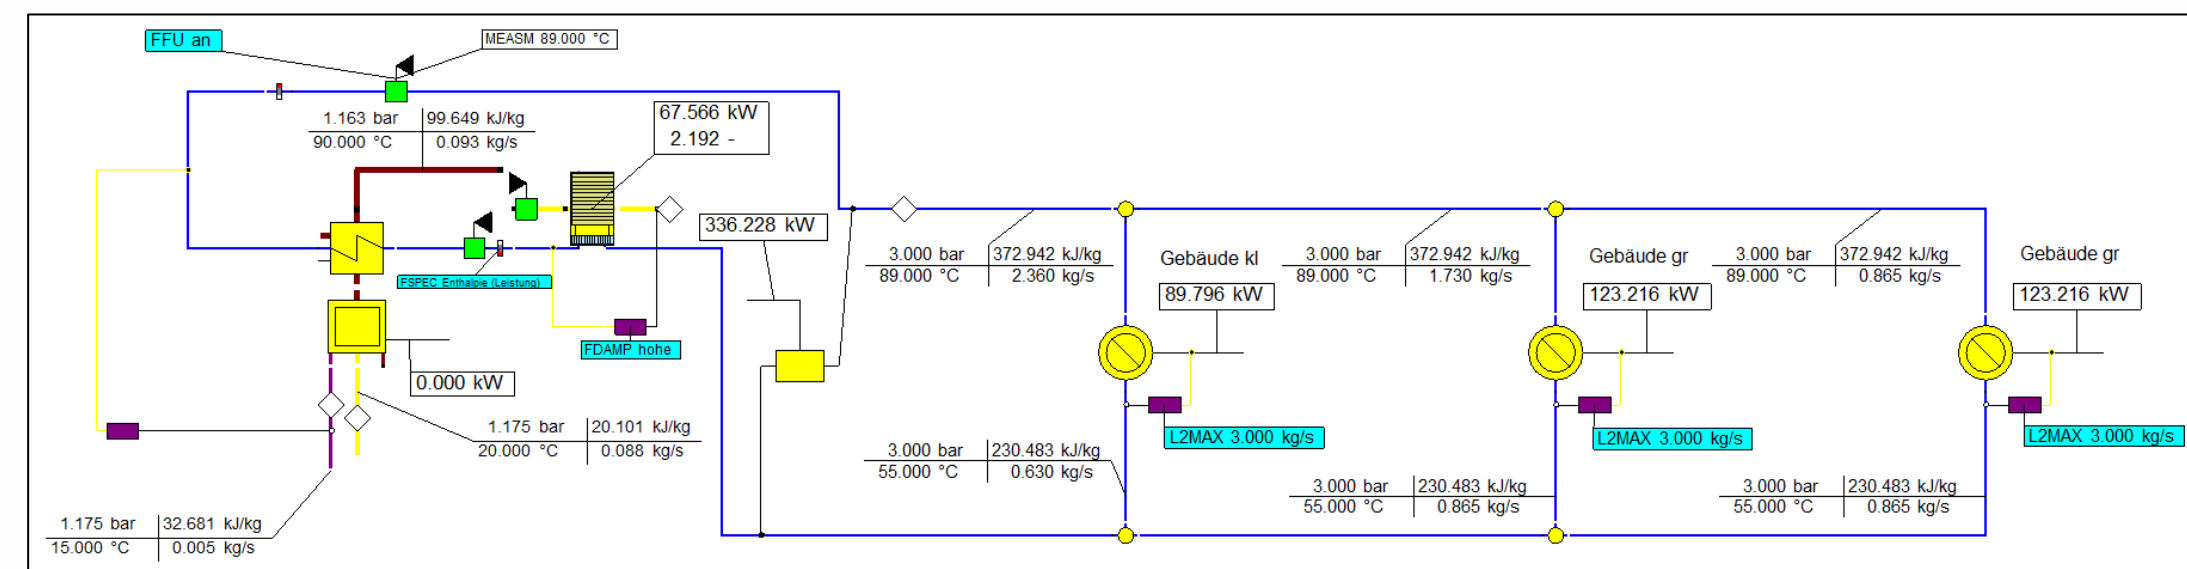 FFU an
MEASM 89.000 °C
1.163 bar 99.649 kJ/kg
90.000 °C 0.093 kg/s
67.566 kW
2.192 -
336.228 kW
FSPEC Enthalpie (Leistung)
FDAMP hohe
0.000 kW
1.175 bar 20.101 kJ/kg
20.000 °C 0.088 kg/s
1.175 bar 32.681 kJ/kg
15.000 °C 0.005 kg/s
3.000 bar 372.942 kJ/kg
89.000 °C 2.360 kg/s
Gebäude kl
89.796 kW
L2MAX 3.000 kg/s
3.000 bar 230.483 kJ/kg
55.000 °C 0.630 kg/s
3.000 bar 372.942 kJ/kg
89.000 °C 1.730 kg/s
Gebäude gr
123.216 kW
L2MAX 3.000 kg/s
3.000 bar 230.483 kJ/kg
55.000 °C 0.865 kg/s
3.000 bar 372.942 kJ/kg
89.000 °C 0.865 kg/s
Gebäude gr
123.216 kW
L2MAX 3.000 kg/s
3.000 bar 230.483 kJ/kg
55.000 °C 0.865 kg/s